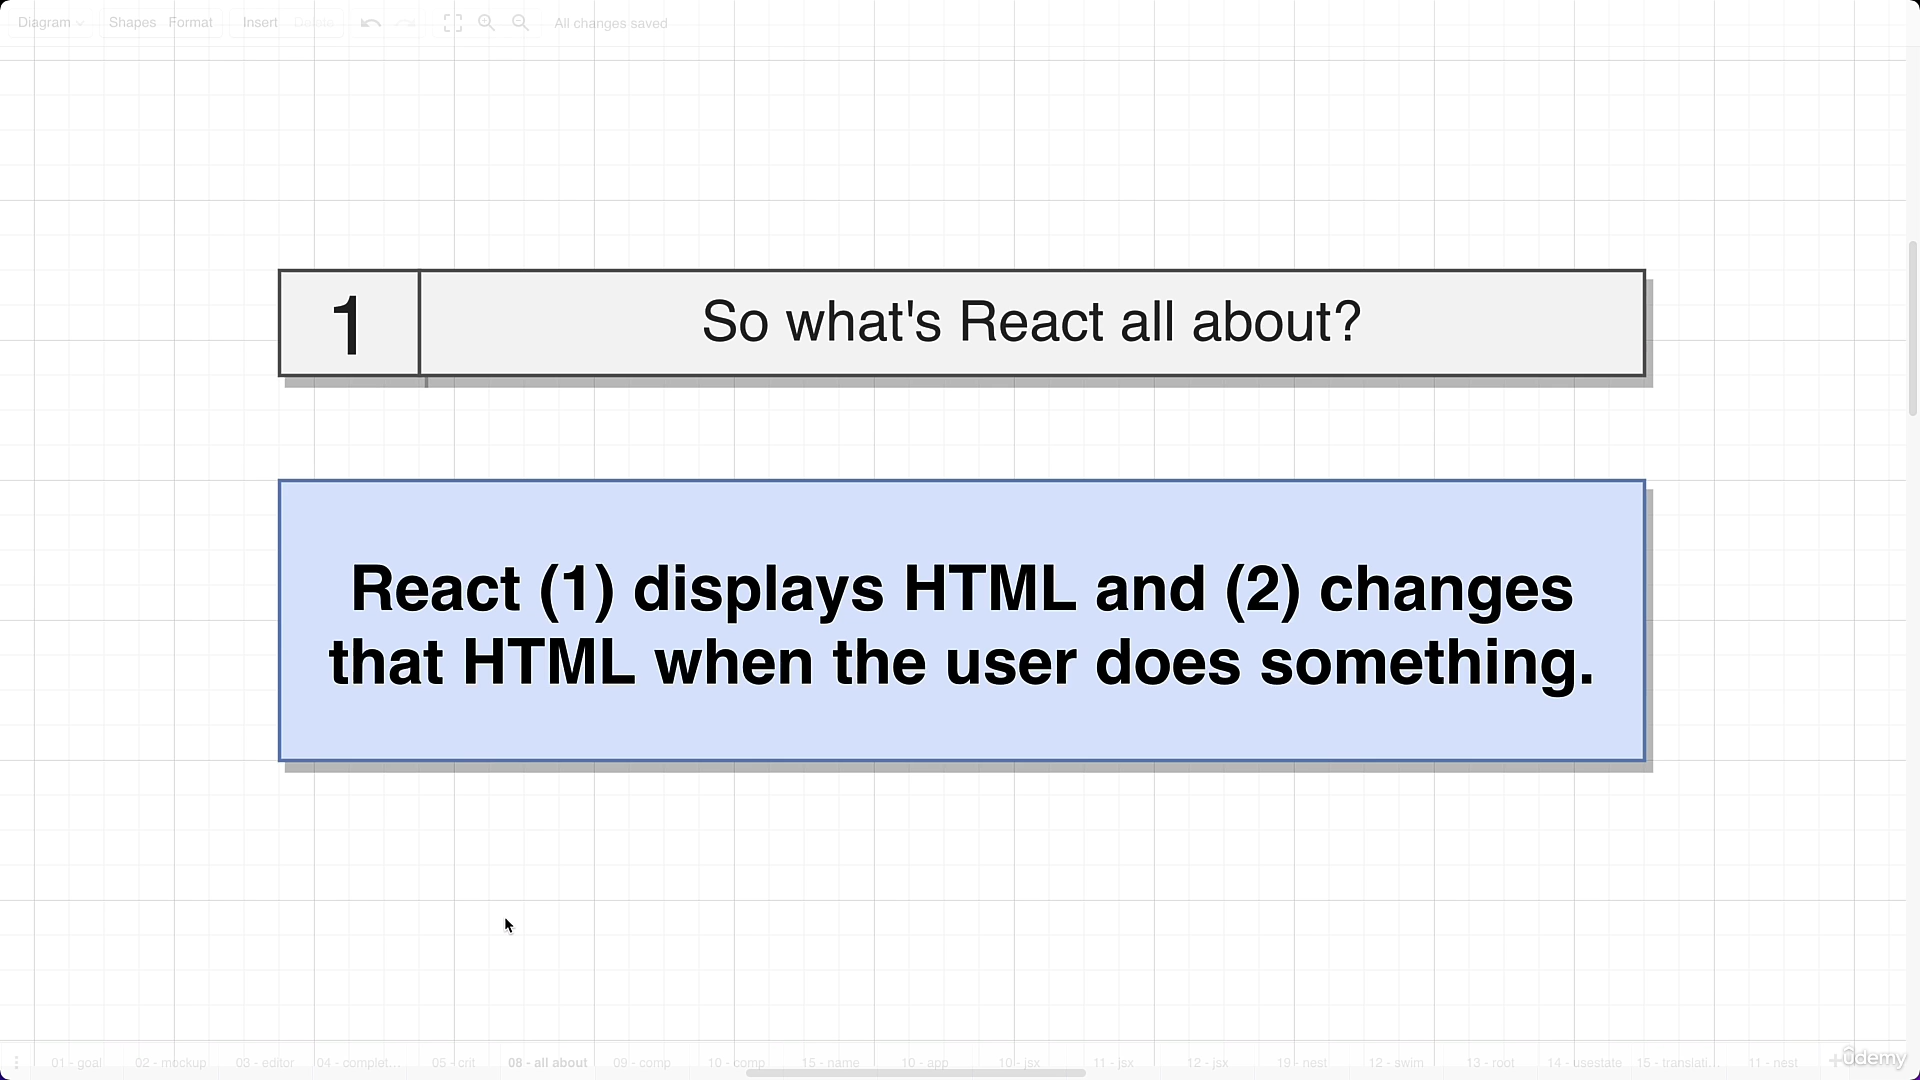 Diagram Shapes Format Insert Delete All changes saved
1 So what's React all about?
React (1) displays HTML and (2) changes
that HTML when the user does something.
01 - goal 02 - mockup 03 - editor 04 - complet... 05 - crit 08 - all about 09 - comp 10 - comp 15 - name 10 - app 10 - jsx 11 - jsx 12 - jsx 19 - nest 12 - swim 13 - root 14 - usestate 15 - translati... 11 - nest
ûdemy